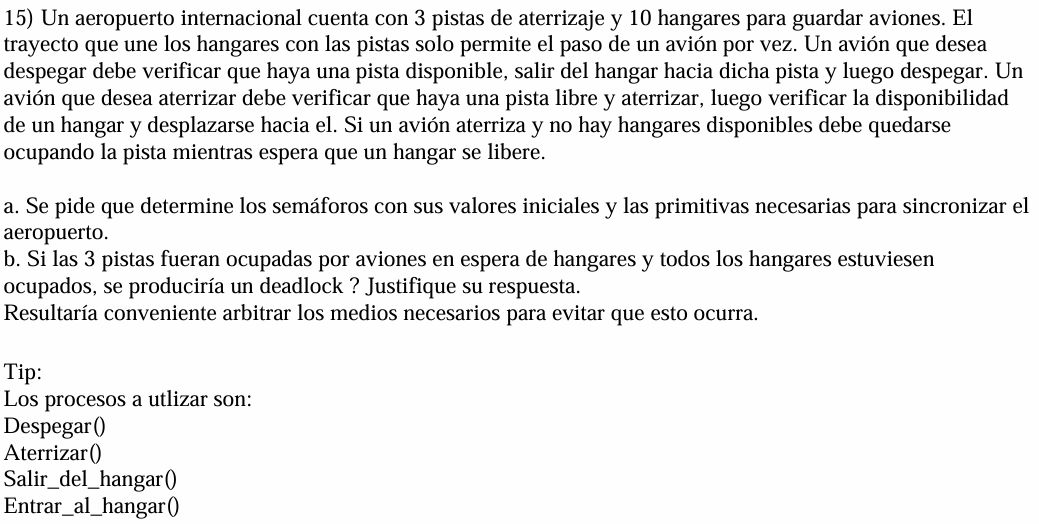 15) Un aeropuerto internacional cuenta con 3 pistas de aterrizaje y 10 hangares para guardar aviones. El
trayecto que une los hangares con las pistas solo permite el paso de un avión por vez. Un avión que desea
despegar debe verificar que haya una pista disponible, salir del hangar hacia dicha pista y luego despegar. Un
avión que desea aterrizar debe verificar que haya una pista libre y aterrizar, luego verificar la disponibilidad
de un hangar y desplazarse hacia el. Si un avión aterriza y no hay hangares disponibles debe quedarse
ocupando la pista mientras espera que un hangar se libere.
a. Se pide que determine los semáforos con sus valores iniciales y las primitivas necesarias para sincronizar el
aeropuerto.
b. Si las 3 pistas fueran ocupadas por aviones en espera de hangares y todos los hangares estuviesen
ocupados, se produciría un deadlock ? Justifique su respuesta.
Resultaría conveniente arbitrar los medios necesarios para evitar que esto ocurra.
Tip:
Los procesos a utlizar son:
Despegar()
Aterrizar()
Salir_del_hangar()
Entrar_al_hangar()